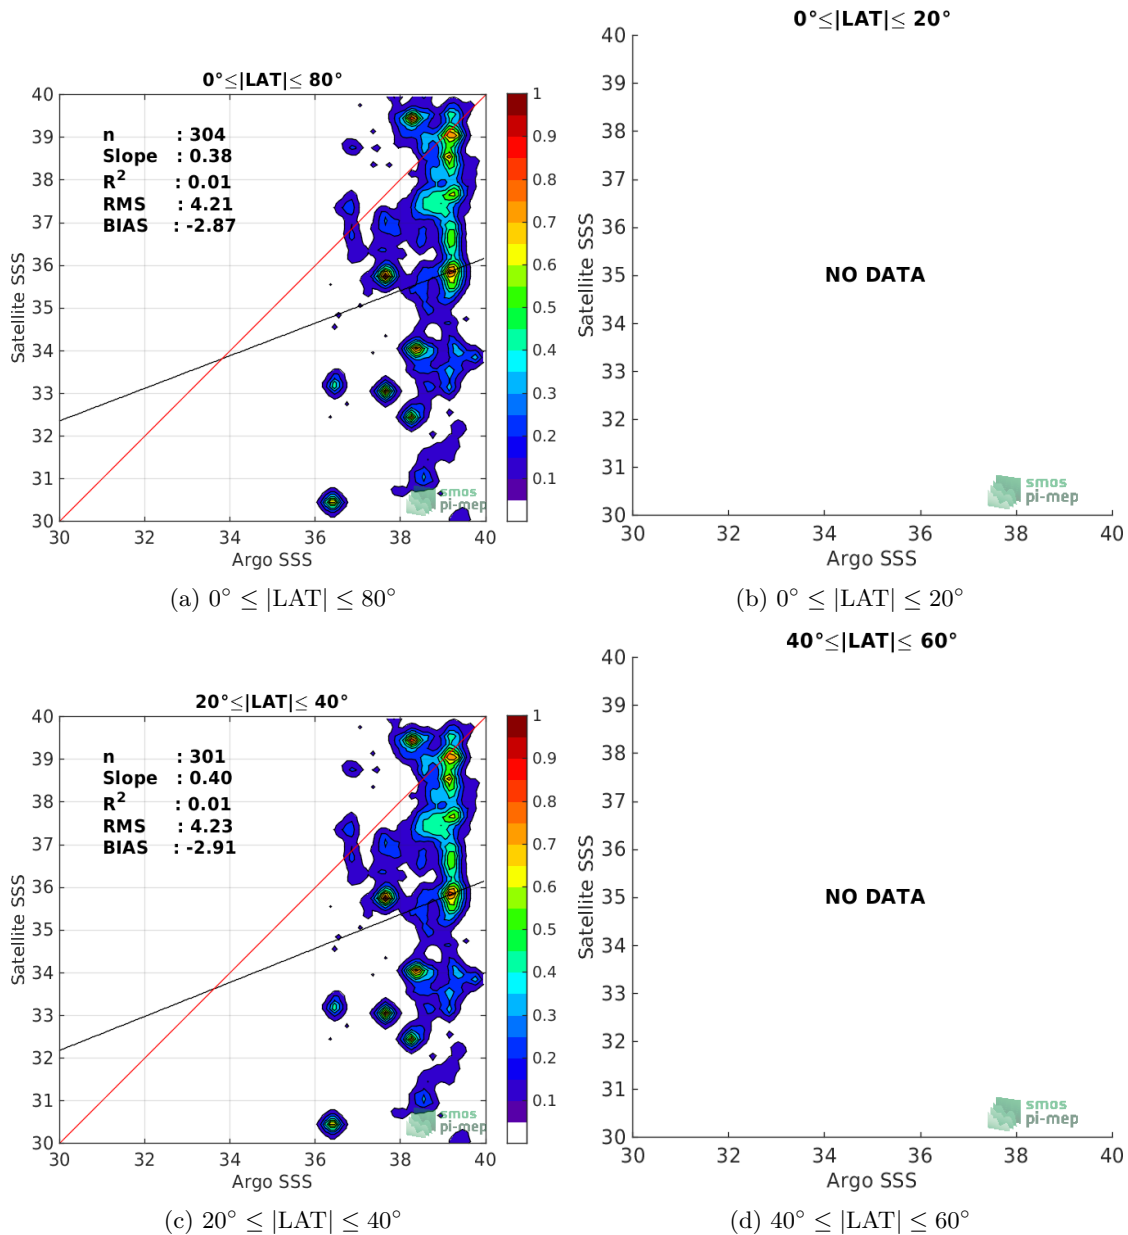 0°≤|LAT|≤ 80°
n : 304
Slope : 0.38
R² : 0.01
RMS : 4.21
BIAS : -2.87
40
39
38
37
36
35
34
33
32
31
30
30 32 34 36 38 40
Satellite SSS
Argo SSS
1
0.9
0.8
0.7
0.6
0.5
0.4
0.3
0.2
0.1
smos
pi-mep
(a) 0° ≤ |LAT| ≤ 80°
0°≤|LAT|≤ 20°
40
39
38
37
36
35
34
33
32
31
30
30 32 34 36 38 40
Satellite SSS
Argo SSS
NO DATA
smos
pi-mep
(b) 0° ≤ |LAT| ≤ 20°
20°≤|LAT|≤ 40°
n : 301
Slope : 0.40
R² : 0.01
RMS : 4.23
BIAS : -2.91
40
39
38
37
36
35
34
33
32
31
30
30 32 34 36 38 40
Satellite SSS
Argo SSS
1
0.9
0.8
0.7
0.6
0.5
0.4
0.3
0.2
0.1
smos
pi-mep
(c) 20° ≤ |LAT| ≤ 40°
40°≤|LAT|≤ 60°
40
39
38
37
36
35
34
33
32
31
30
30 32 34 36 38 40
Satellite SSS
Argo SSS
NO DATA
smos
pi-mep
(d) 40° ≤ |LAT| ≤ 60°